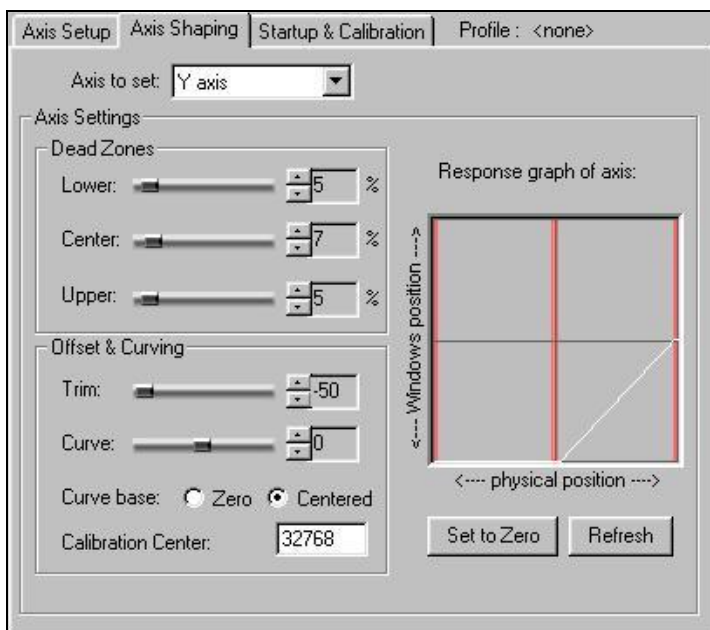 Axis Setup Axis Shaping Startup & Calibration Profile : <none>
Axis to set: Y axis
Axis Settings
Dead Zones
Lower: 5 %
Center: 7 %
Upper: 5 %
Offset & Curving
Trim: -50
Curve: 0
Curve base: Zero Centered
Calibration Center: 32768
Response graph of axis:
<--- Windows position --->
<---- physical position ---->
Set to Zero Refresh